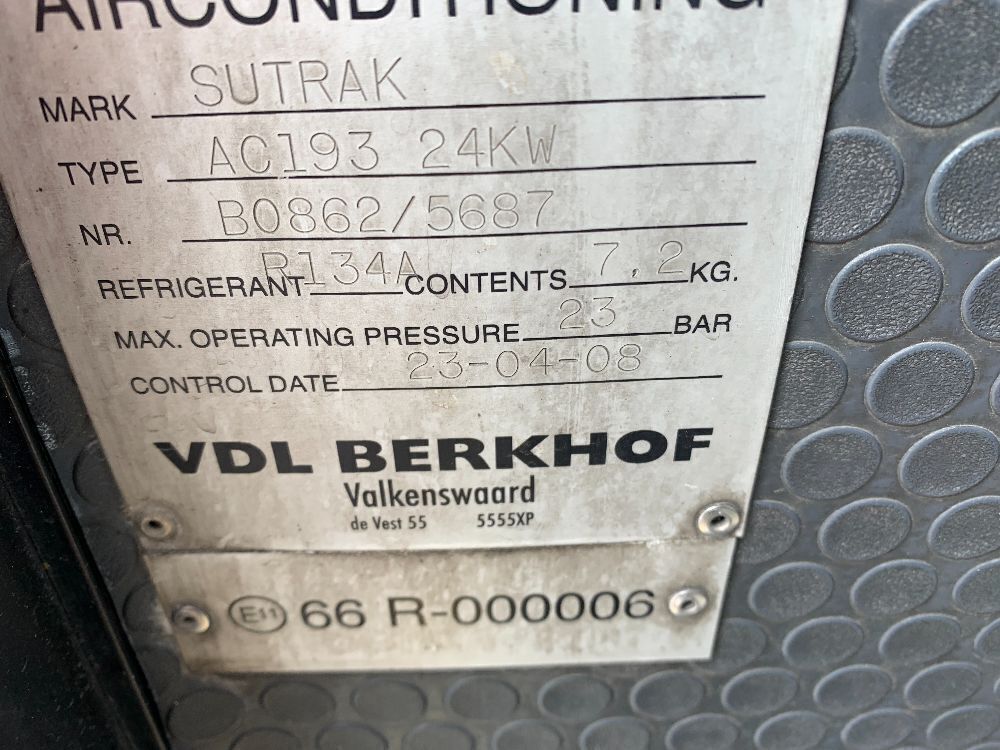 AIRCONDITIONING
MARK SUTRAK
TYPE AC193 24KW
NR. B0862/5687
REFRIGERANT R134A CONTENTS 7.2 KG.
MAX. OPERATING PRESSURE 23 BAR
CONTROL DATE 23-04-08
VDL BERKHOF
Valkenswaard
de Vest 55 5555XP
E11 66 R-000006